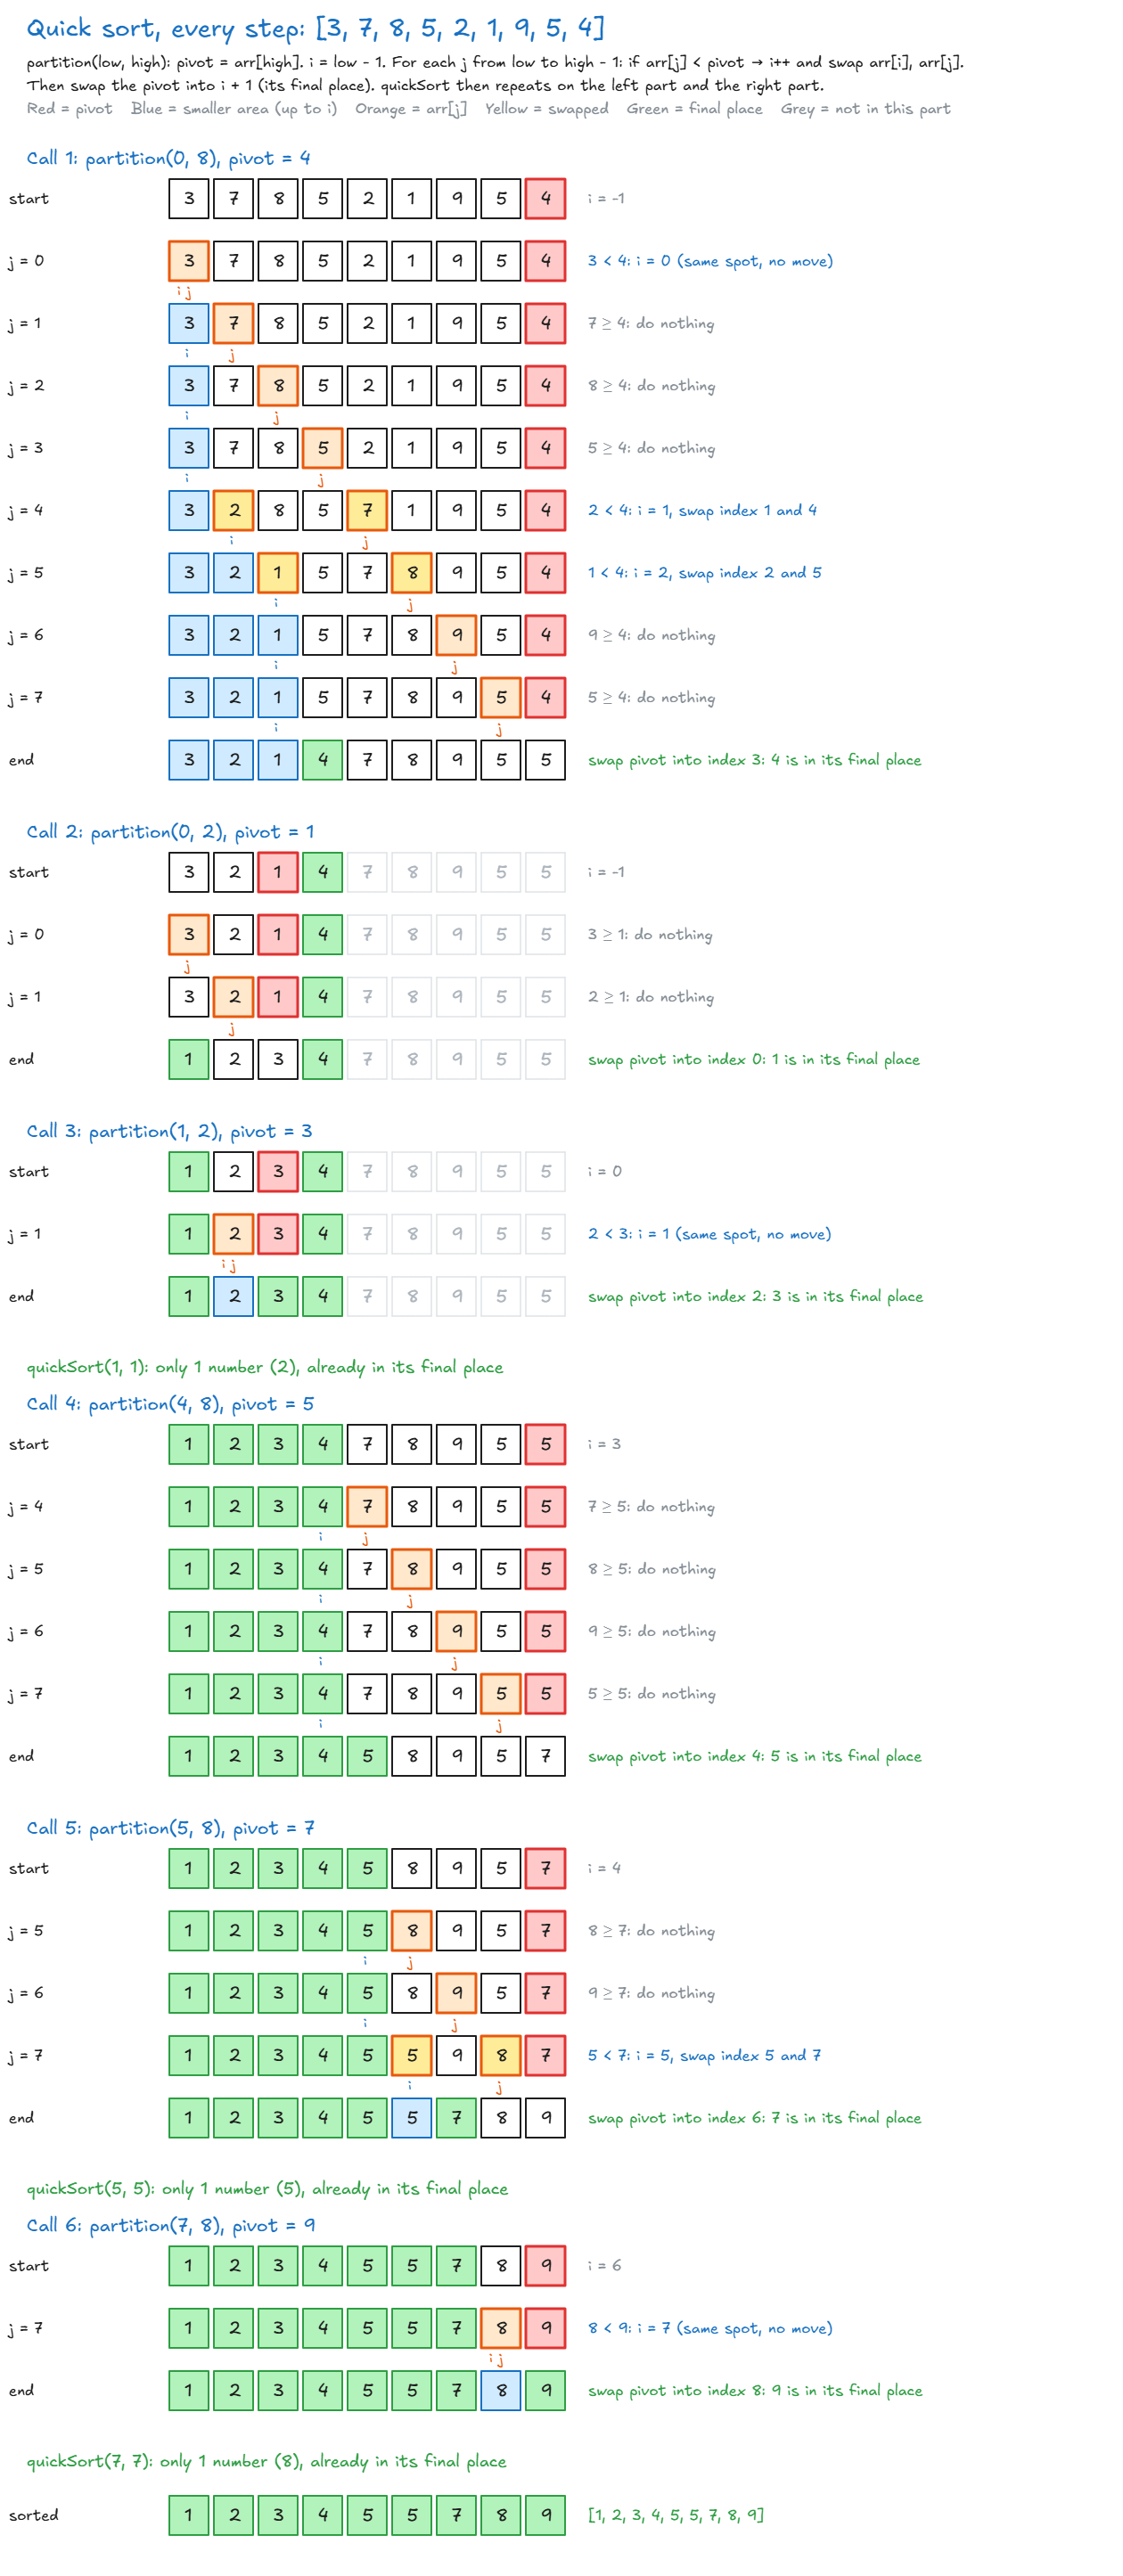 Quick sort, every step: [3, 7, 8, 5, 2, 1, 9, 5, 4]
partition(low, high): pivot = arr[high]. i = low - 1. For each j from low to high - 1: if arr[j] < pivot → i++ and swap arr[i], arr[j].
Then swap the pivot into i + 1 (its final place). quickSort then repeats on the left part and the right part.
Red = pivot Blue = smaller area (up to i) Orange = arr[j] Yellow = swapped Green = final place Grey = not in this part
Call 1: partition(0, 8), pivot = 4
start 3 7 8 5 2 1 9 5 4 i = -1
j = 0 3 7 8 5 2 1 9 5 4 3 < 4: i = 0 (same spot, no move)
i j
j = 1 3 7 8 5 2 1 9 5 4 7 ≥ 4: do nothing
i j
j = 2 3 7 8 5 2 1 9 5 4 8 ≥ 4: do nothing
i j
j = 3 3 7 8 5 2 1 9 5 4 5 ≥ 4: do nothing
i j
j = 4 3 2 8 5 7 1 9 5 4 2 < 4: i = 1, swap index 1 and 4
i j
j = 5 3 2 1 5 7 8 9 5 4 1 < 4: i = 2, swap index 2 and 5
i j
j = 6 3 2 1 5 7 8 9 5 4 9 ≥ 4: do nothing
i j
j = 7 3 2 1 5 7 8 9 5 4 5 ≥ 4: do nothing
i j
end 3 2 1 4 7 8 9 5 5 swap pivot into index 3: 4 is in its final place
Call 2: partition(0, 2), pivot = 1
start 3 2 1 4 7 8 9 5 5 i = -1
j = 0 3 2 1 4 7 8 9 5 5 3 ≥ 1: do nothing
j
j = 1 3 2 1 4 7 8 9 5 5 2 ≥ 1: do nothing
j
end 1 2 3 4 7 8 9 5 5 swap pivot into index 0: 1 is in its final place
Call 3: partition(1, 2), pivot = 3
start 1 2 3 4 7 8 9 5 5 i = 0
j = 1 1 2 3 4 7 8 9 5 5 2 < 3: i = 1 (same spot, no move)
i j
end 1 2 3 4 7 8 9 5 5 swap pivot into index 2: 3 is in its final place
quickSort(1, 1): only 1 number (2), already in its final place
Call 4: partition(4, 8), pivot = 5
start 1 2 3 4 7 8 9 5 5 i = 3
j = 4 1 2 3 4 7 8 9 5 5 7 ≥ 5: do nothing
i j
j = 5 1 2 3 4 7 8 9 5 5 8 ≥ 5: do nothing
i j
j = 6 1 2 3 4 7 8 9 5 5 9 ≥ 5: do nothing
i j
j = 7 1 2 3 4 7 8 9 5 5 5 ≥ 5: do nothing
i j
end 1 2 3 4 5 8 9 5 7 swap pivot into index 4: 5 is in its final place
Call 5: partition(5, 8), pivot = 7
start 1 2 3 4 5 8 9 5 7 i = 4
j = 5 1 2 3 4 5 8 9 5 7 8 ≥ 7: do nothing
i j
j = 6 1 2 3 4 5 8 9 5 7 9 ≥ 7: do nothing
i j
j = 7 1 2 3 4 5 5 9 8 7 5 < 7: i = 5, swap index 5 and 7
i j
end 1 2 3 4 5 5 7 8 9 swap pivot into index 6: 7 is in its final place
quickSort(5, 5): only 1 number (5), already in its final place
Call 6: partition(7, 8), pivot = 9
start 1 2 3 4 5 5 7 8 9 i = 6
j = 7 1 2 3 4 5 5 7 8 9 8 < 9: i = 7 (same spot, no move)
i j
end 1 2 3 4 5 5 7 8 9 swap pivot into index 8: 9 is in its final place
quickSort(7, 7): only 1 number (8), already in its final place
sorted 1 2 3 4 5 5 7 8 9 [1, 2, 3, 4, 5, 5, 7, 8, 9]